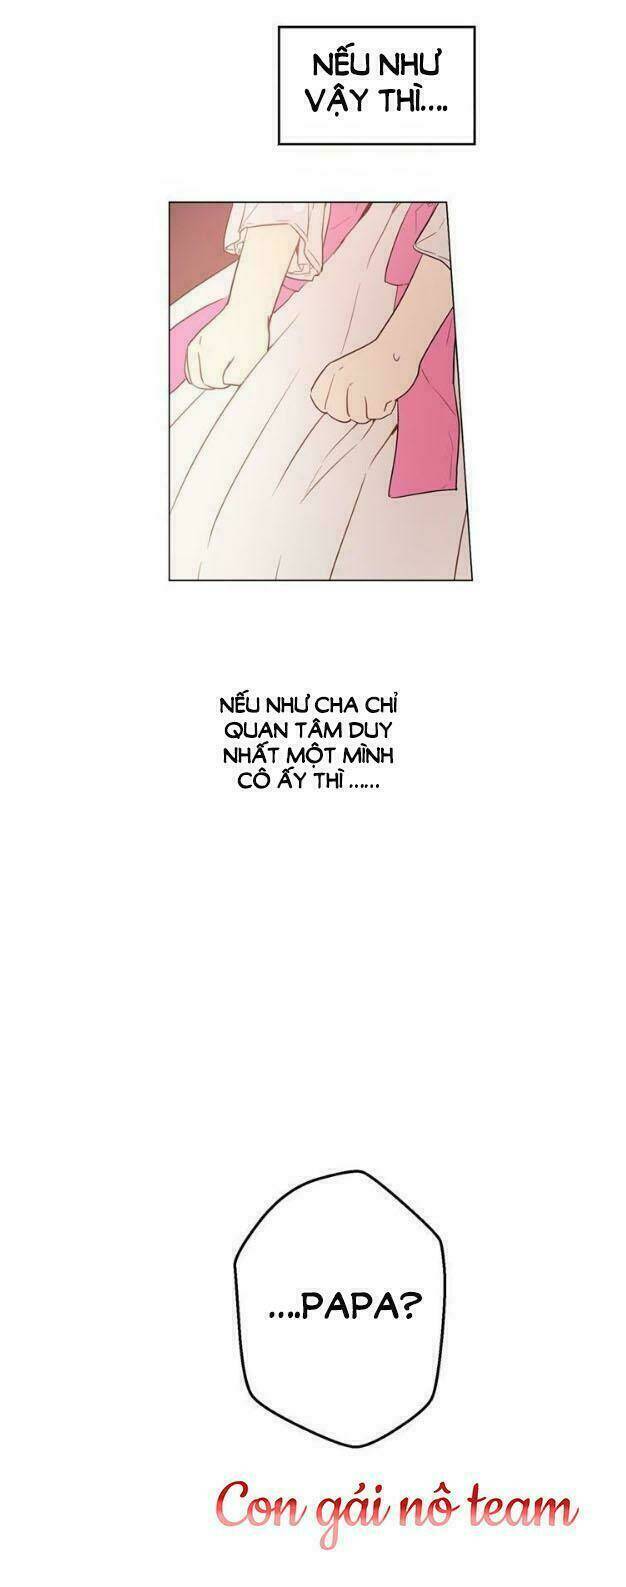 NẾU NHƯ
VẬY THÌ....
NẾU NHƯ CHA CHỈ
QUAN TÂM DUY
NHẤT MỘT MÌNH
CÔ ẤY THÌ ......
....PAPA?
Con gái nô team